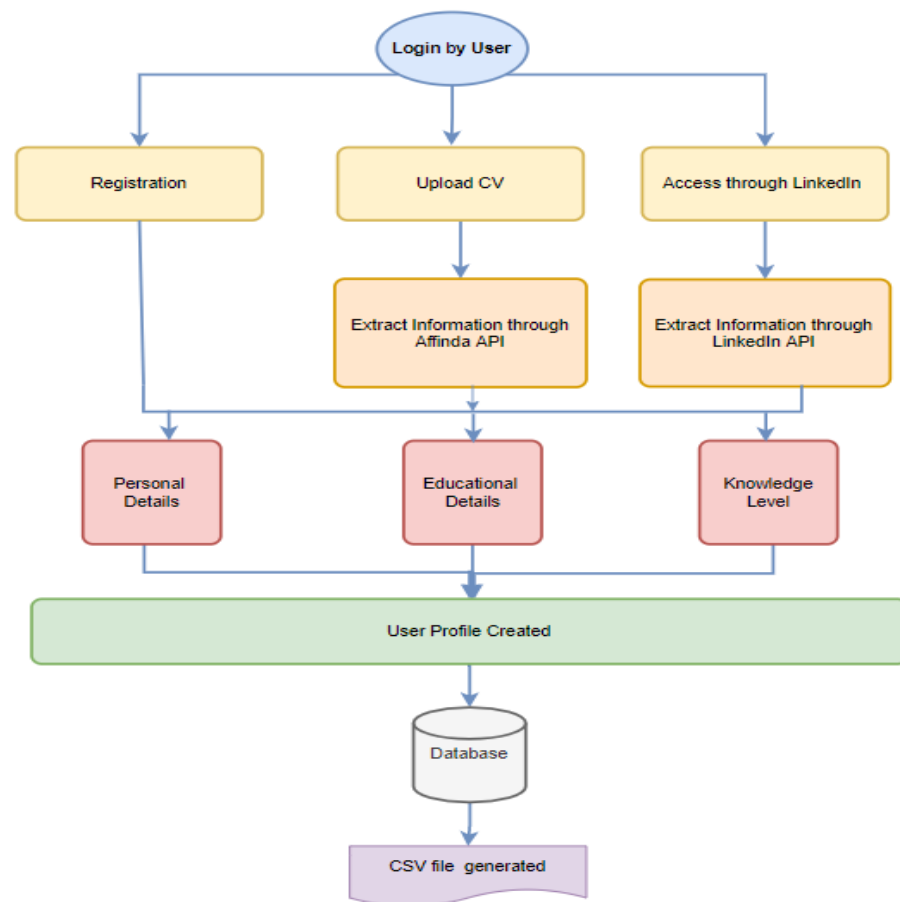 Login by User
Registration
Upload CV
Access through LinkedIn
Extract Information through
Affinda API
Extract Information through
LinkedIn API
Personal
Details
Educational
Details
Knowledge
Level
User Profile Created
Database
CSV file generated